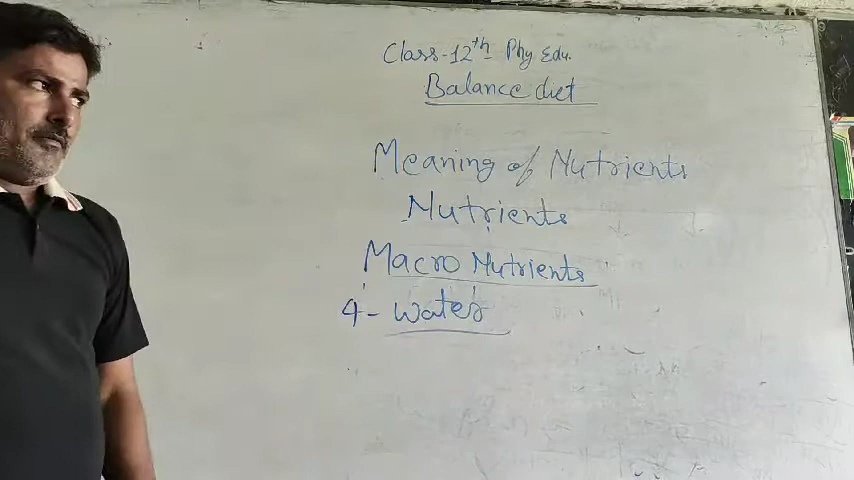 Class-12th Phy Edu.
Balance diet
Meaning of Nutrients
Nutrients
Macro Nutrients
4- Water